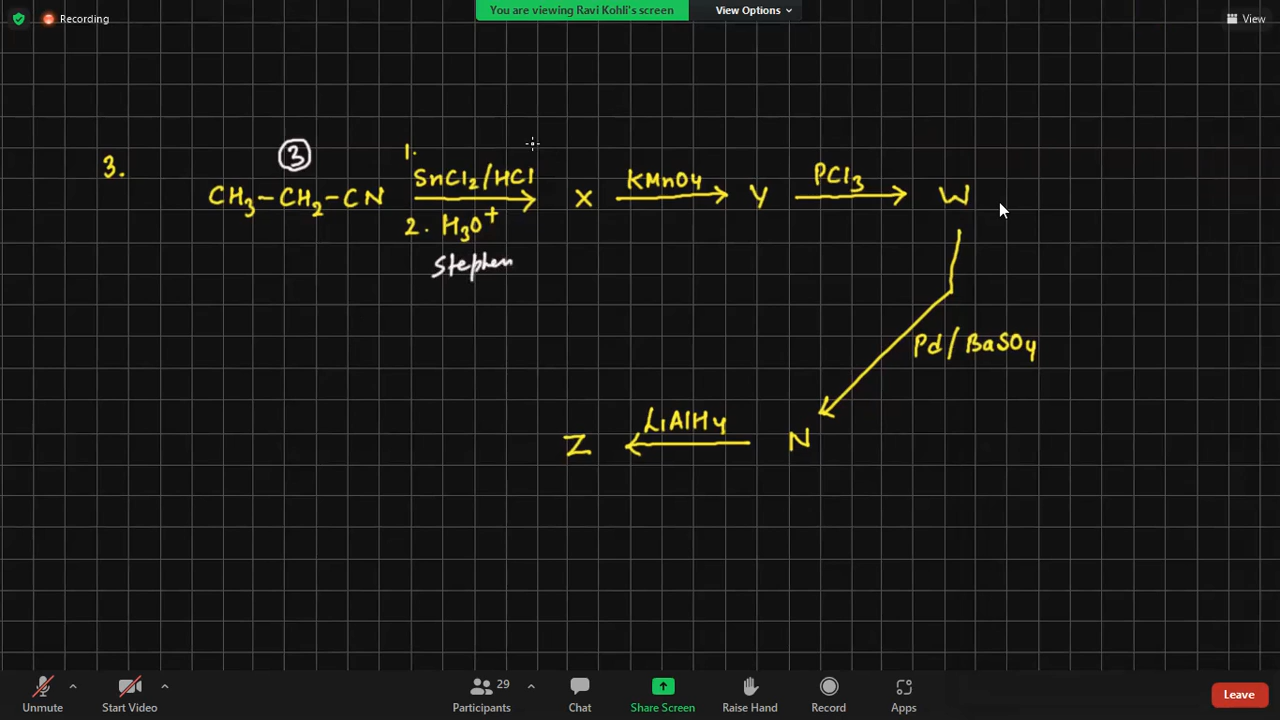 Recording
You are viewing Ravi Kohli's screen
View Options
View
3.
3
CH3-CH2-CN
1.
SnCl2/HCl
2. H3O+
Stephen
X
KMnO4
Y
PCl3
W
Pd/BaSO4
Z
LiAlH4
N
Unmute
Start Video
Participants
29
Chat
Share Screen
Raise Hand
Record
Apps
Leave